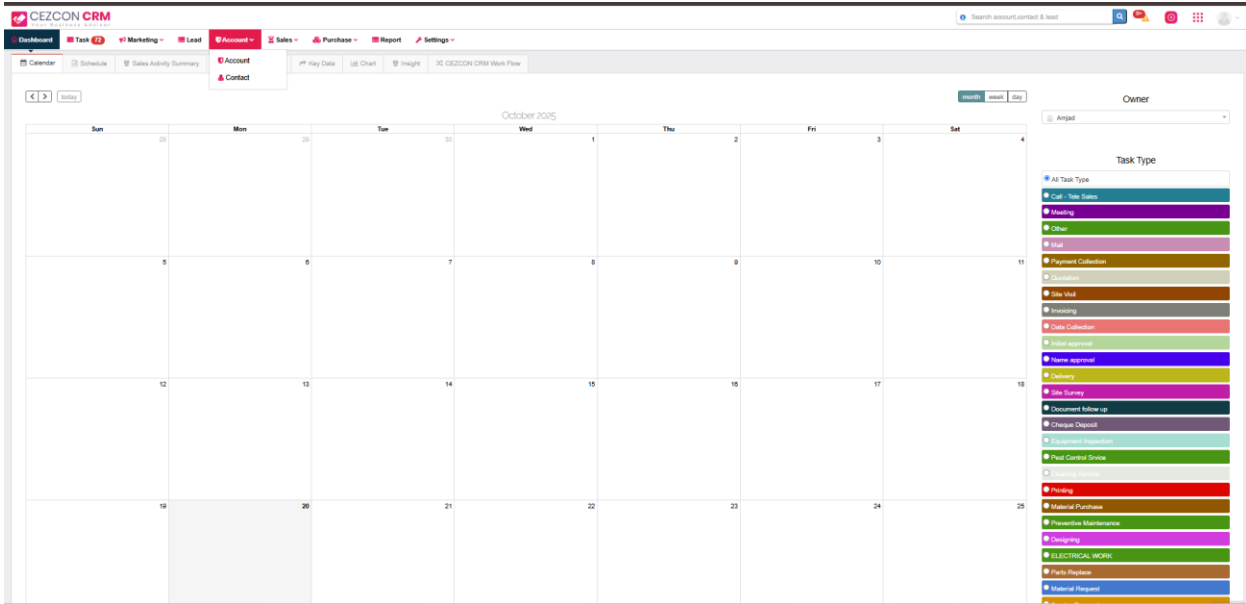 CEZCON CRM
Your Business Advisor
Search account,contact & lead
Dashboard Task 72 Marketing Lead Account Sales Purchase Report Settings
Account
Contact
Calendar Schedule Sales Activity Summary Key Data Chart Insight CEZCON CRM Work Flow
today
month week day
October 2025
Sun Mon Tue Wed Thu Fri Sat
28 29 30 1 2 3 4
5 6 7 8 9 10 11
12 13 14 15 16 17 18
19 20 21 22 23 24 25
Owner
Amjad
Task Type
All Task Type
Call - Tele Sales
Meeting
Other
Mail
Payment Collection
Quotation
Site Visit
Invoicing
Data Collection
Initial approval
Name approval
Delivery
Site Survey
Document follow up
Cheque Deposit
Equipment Inspection
Pest Control Srvice
Cleaning Service
Printing
Material Purchase
Preventive Maintenance
Designing
ELECTRICAL WORK
Parts Replace
Material Request